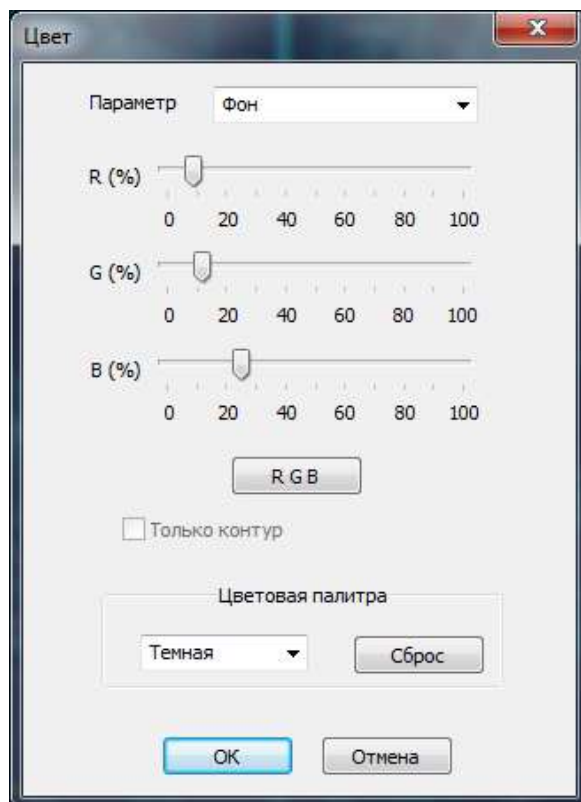 Цвет
Параметр Фон
R (%)
0 20 40 60 80 100
G (%)
0 20 40 60 80 100
B (%)
0 20 40 60 80 100
R G B
Только контур
Цветовая палитра
Темная Сброс
OK Отмена